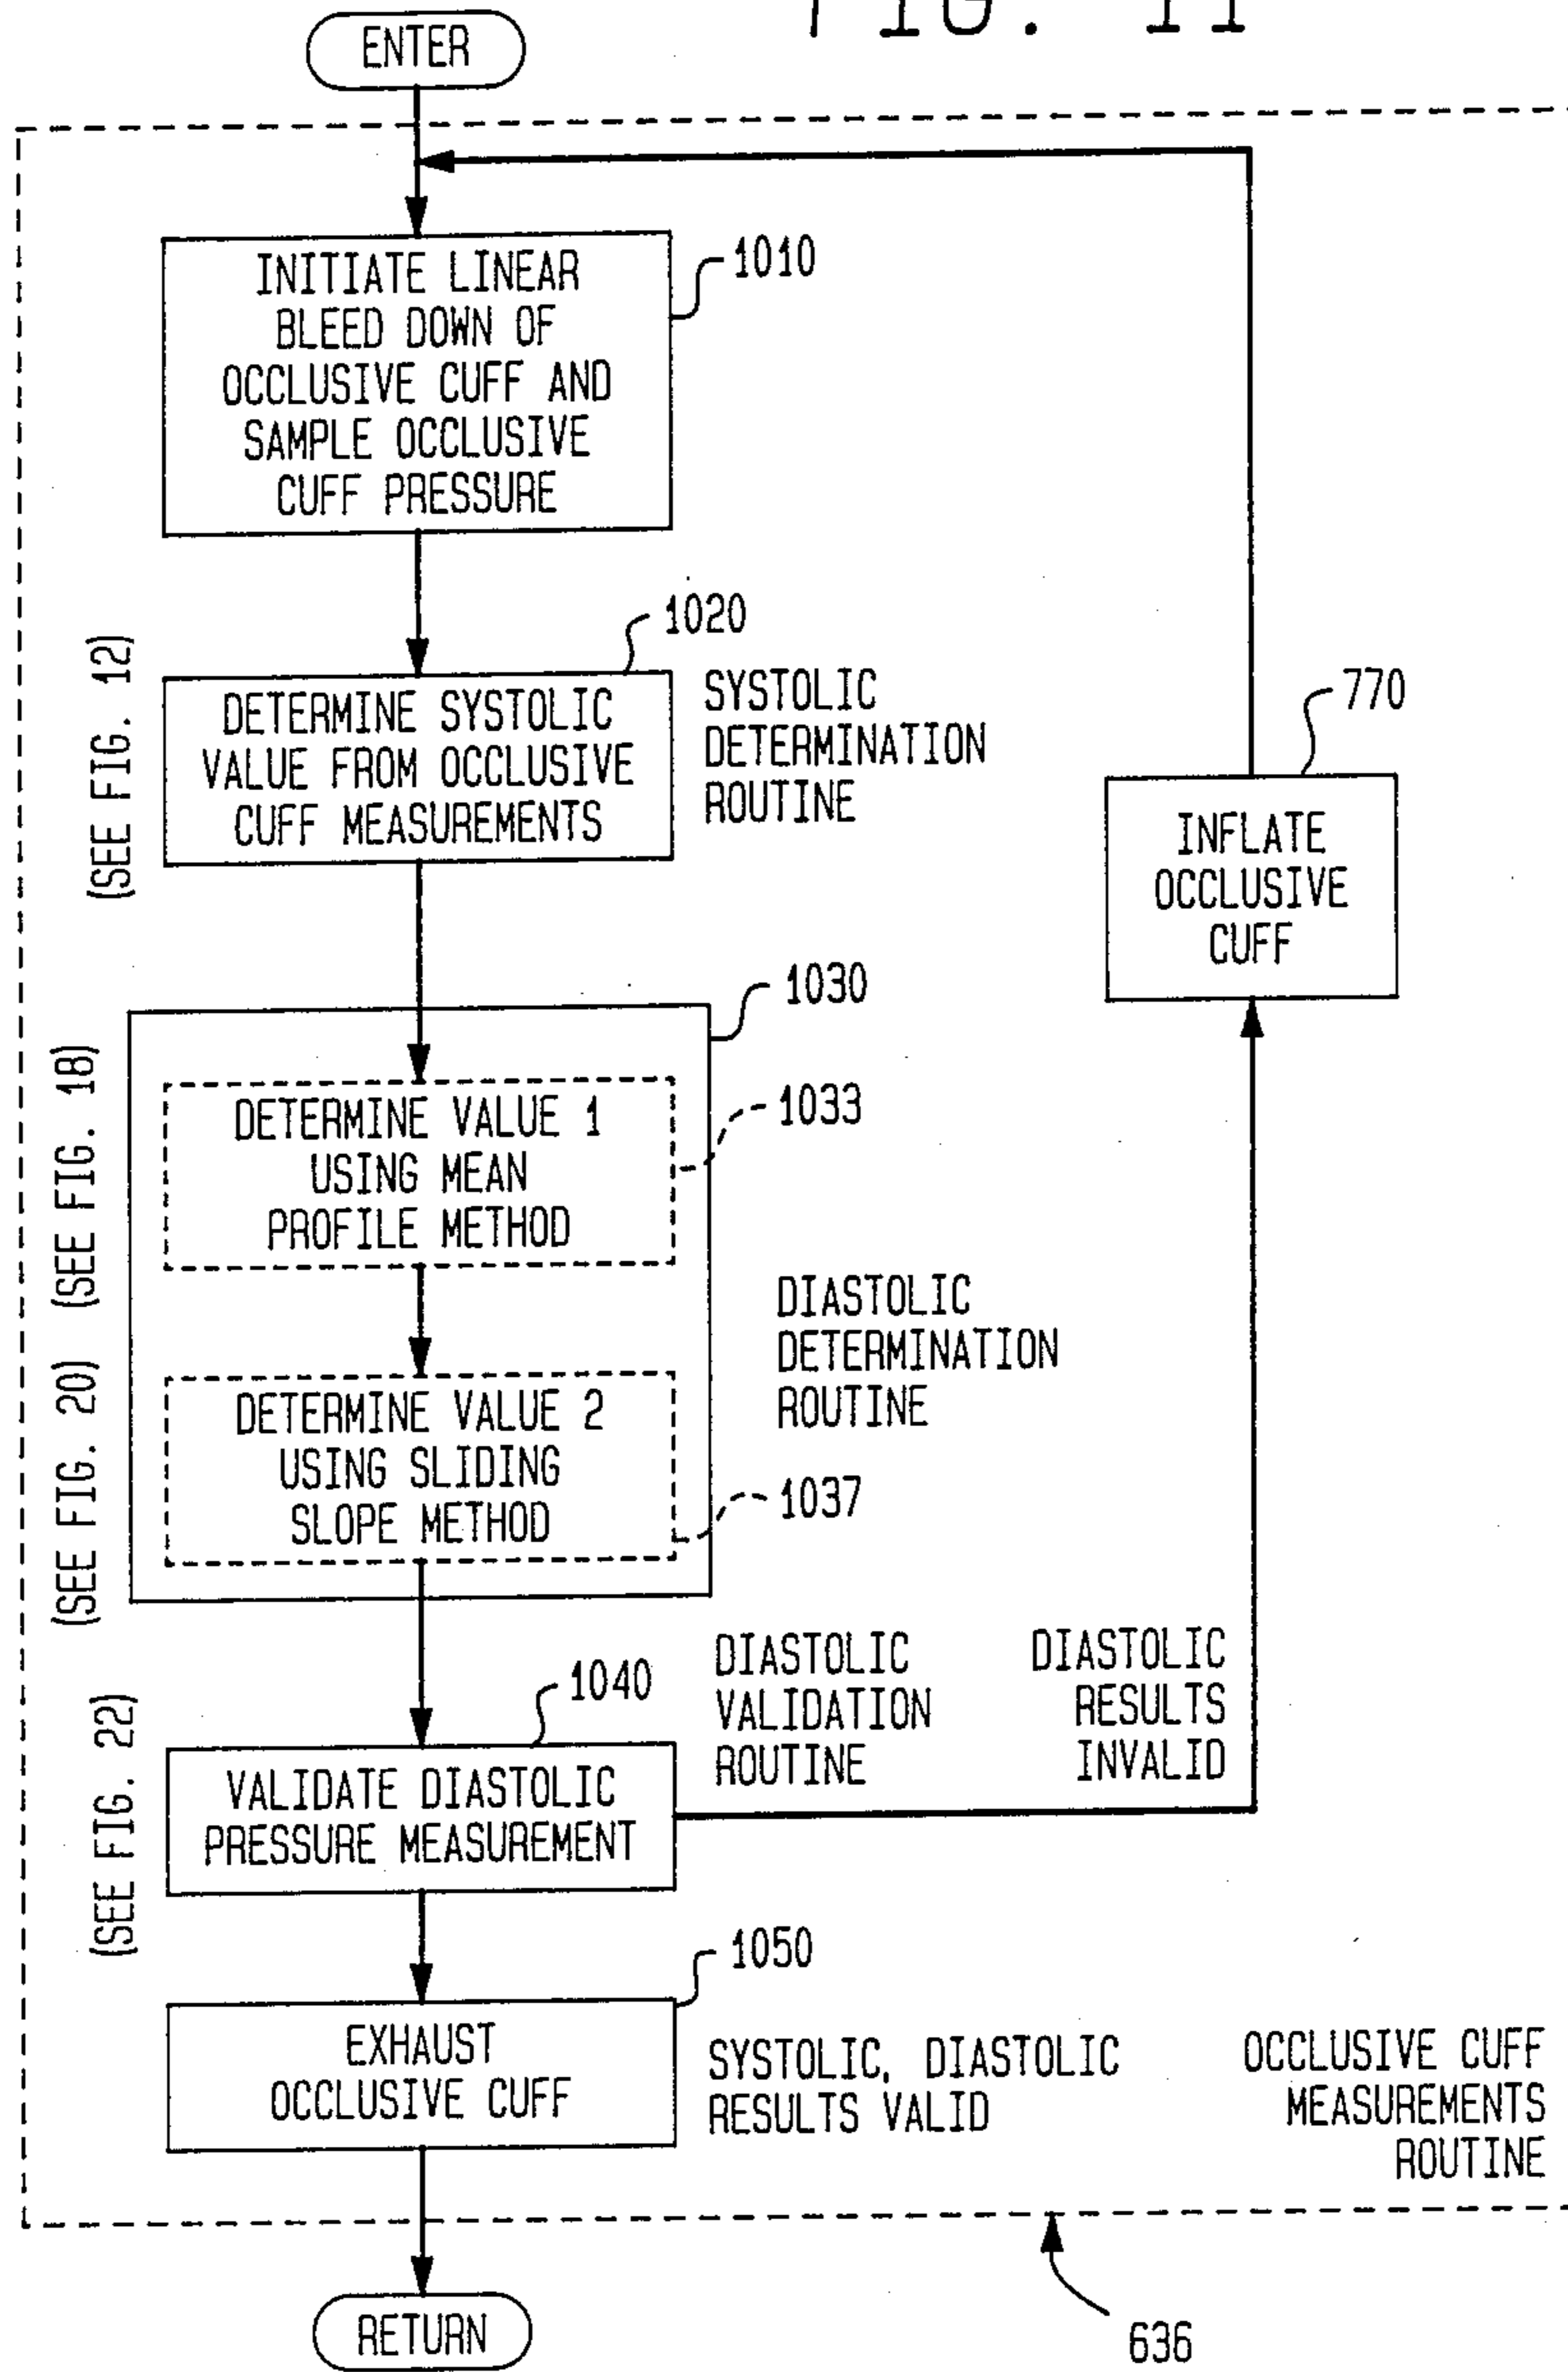 FIG. 11
ENTER
INITIATE LINEAR
BLEED DOWN OF
OCCLUSIVE CUFF AND
SAMPLE OCCLUSIVE
CUFF PRESSURE
1010
(SEE FIG. 12)
1020
DETERMINE SYSTOLIC
VALUE FROM OCCLUSIVE
CUFF MEASUREMENTS
SYSTOLIC
DETERMINATION
ROUTINE
770
INFLATE
OCCLUSIVE
CUFF
1030
(SEE FIG. 18)
DETERMINE VALUE 1
USING MEAN
PROFILE METHOD
1033
DIASTOLIC
DETERMINATION
ROUTINE
(SEE FIG. 20)
DETERMINE VALUE 2
USING SLIDING
SLOPE METHOD
1037
(SEE FIG. 22)
1040
VALIDATE DIASTOLIC
PRESSURE MEASUREMENT
DIASTOLIC
VALIDATION
ROUTINE
DIASTOLIC
RESULTS
INVALID
1050
EXHAUST
OCCLUSIVE CUFF
SYSTOLIC, DIASTOLIC
RESULTS VALID
OCCLUSIVE CUFF
MEASUREMENTS
ROUTINE
RETURN
636